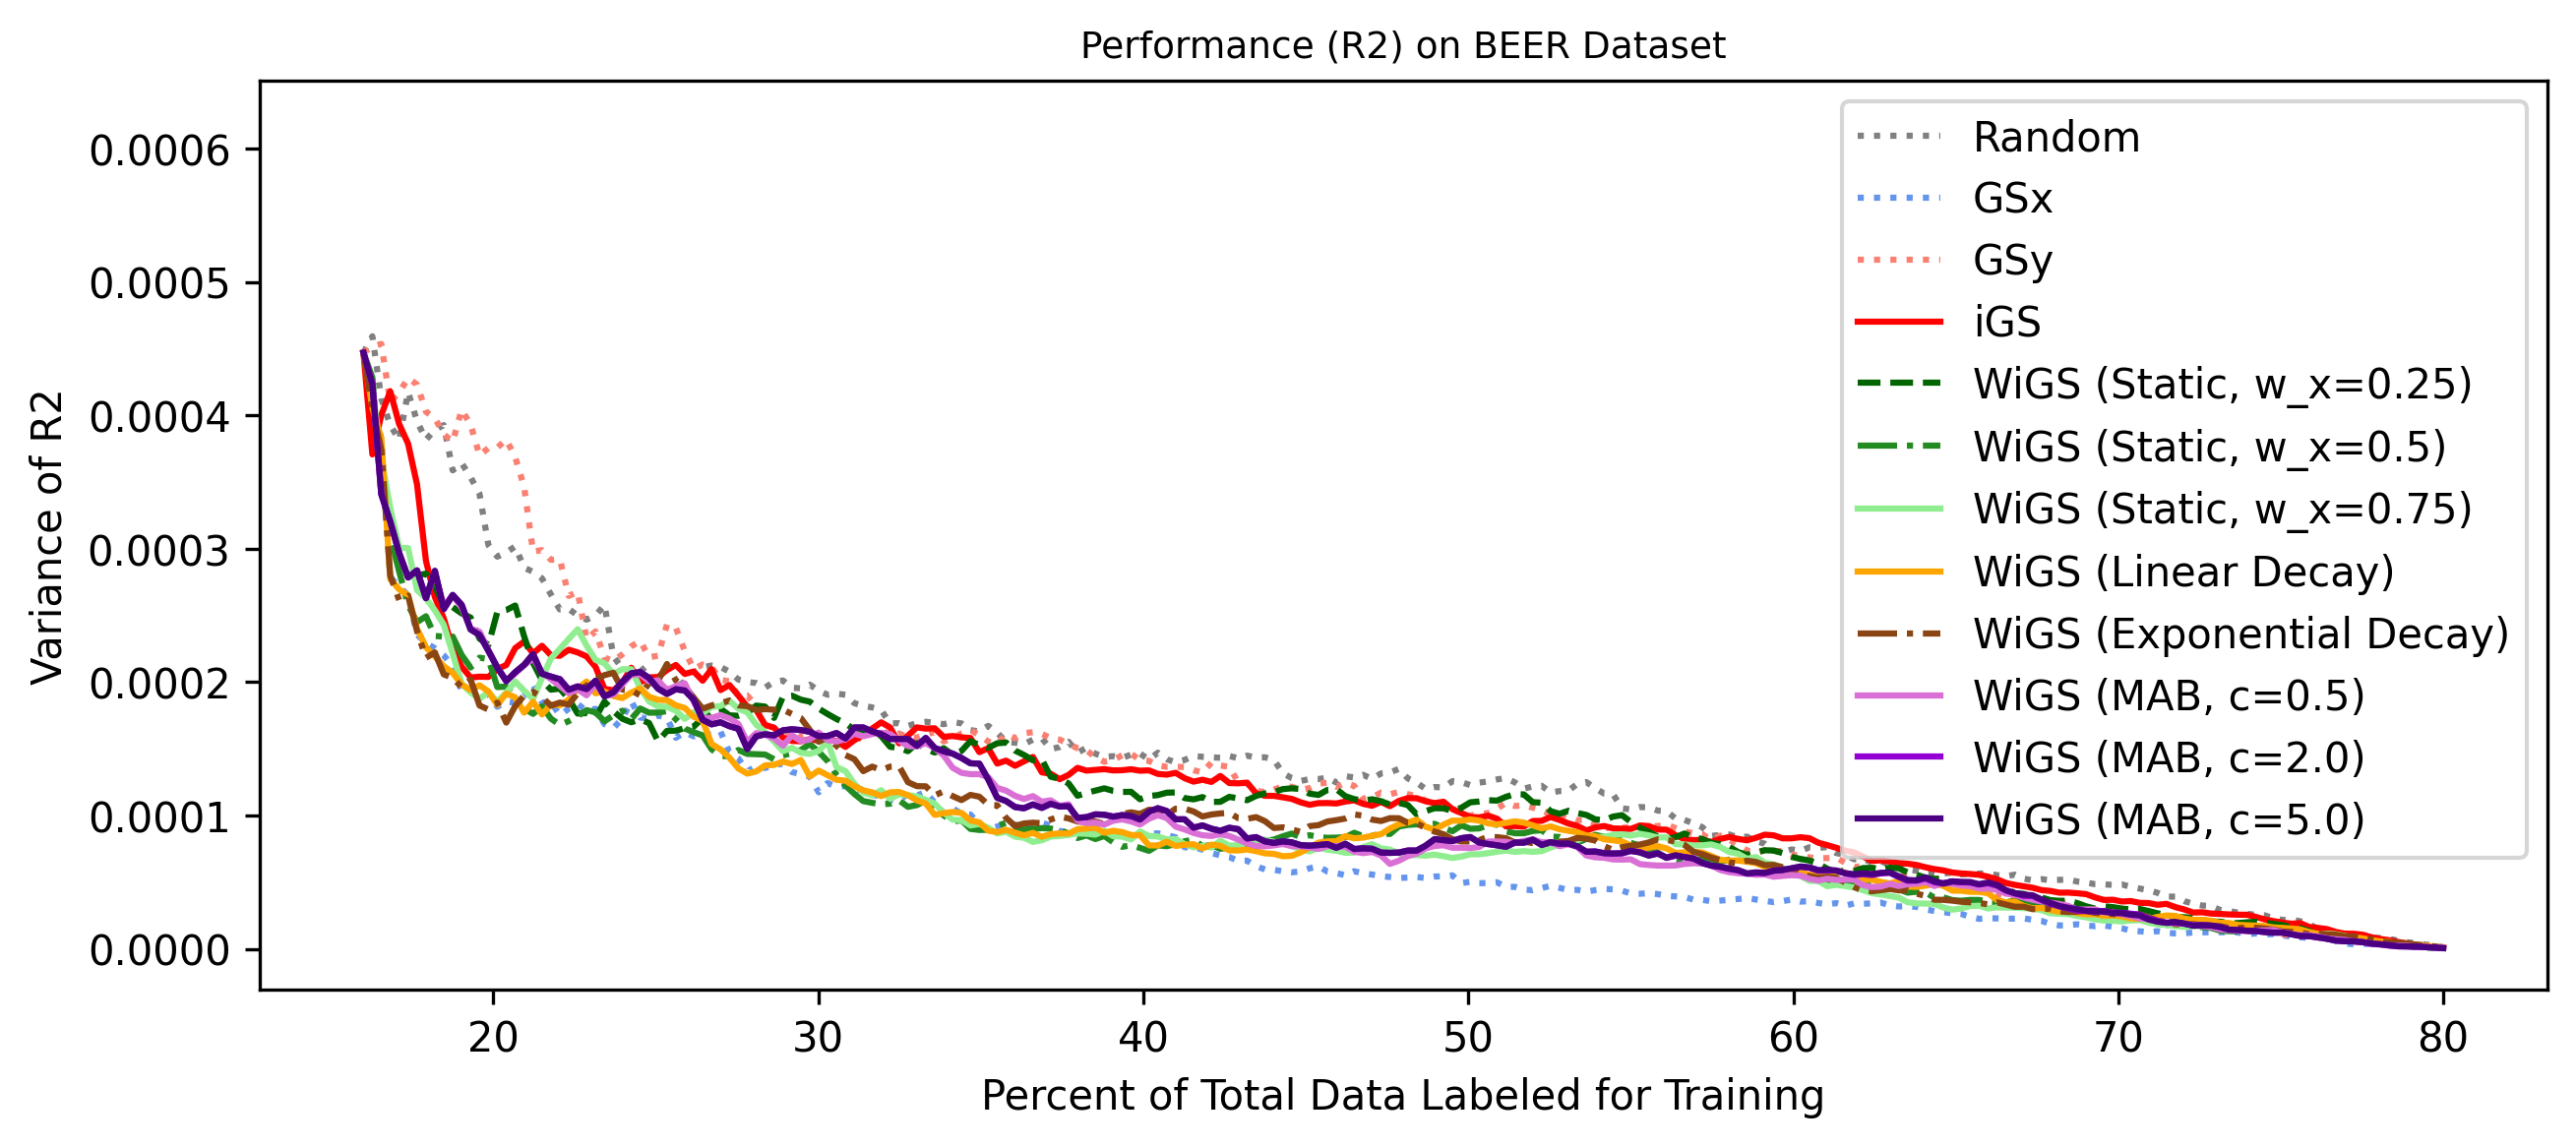 Performance (R2) on BEER Dataset
Variance of R2
0.0006
0.0005
0.0004
0.0003
0.0002
0.0001
0.0000
20 30 40 50 60 70 80
Percent of Total Data Labeled for Training
Random
GSx
GSy
iGS
WiGS (Static, w_x=0.25)
WiGS (Static, w_x=0.5)
WiGS (Static, w_x=0.75)
WiGS (Linear Decay)
WiGS (Exponential Decay)
WiGS (MAB, c=0.5)
WiGS (MAB, c=2.0)
WiGS (MAB, c=5.0)